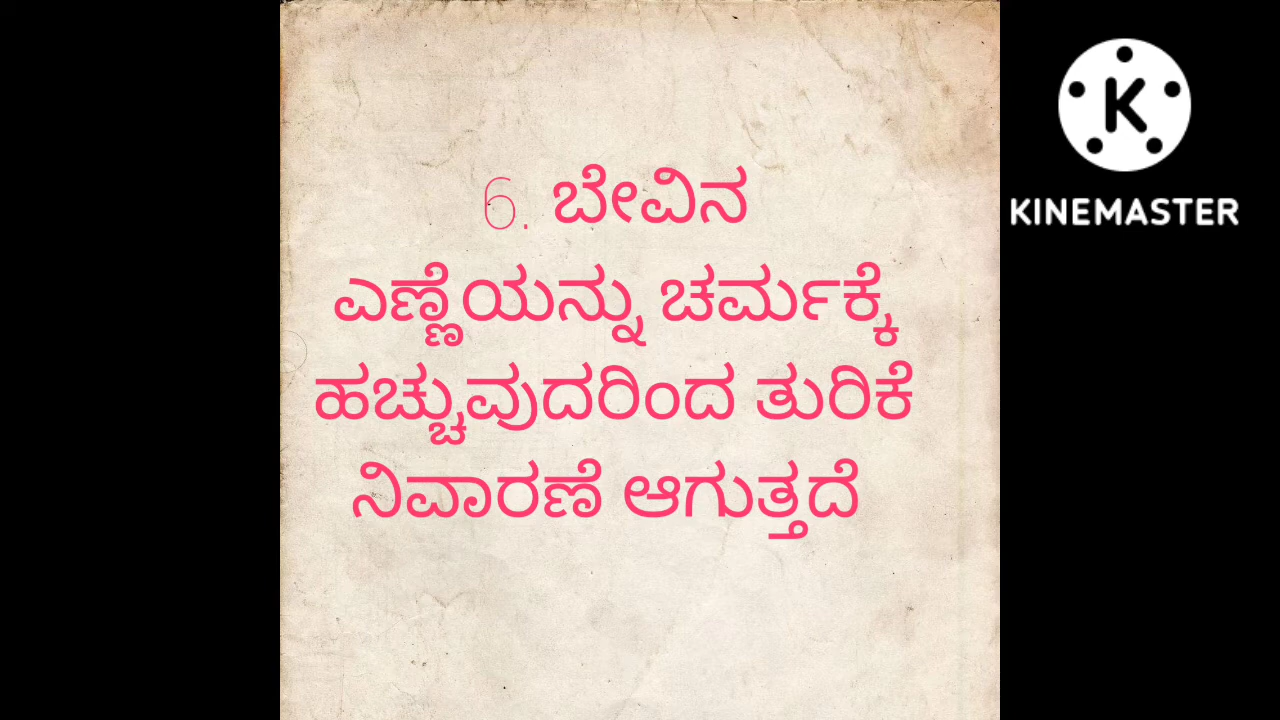 6. ಬೇವಿನ
ಎಣ್ಣೆಯನ್ನು ಚರ್ಮಕ್ಕೆ
ಹಚ್ಚುವುದರಿಂದ ತುರಿಕೆ
ನಿವಾರಣೆ ಆಗುತ್ತದೆ
K
KINEMASTER